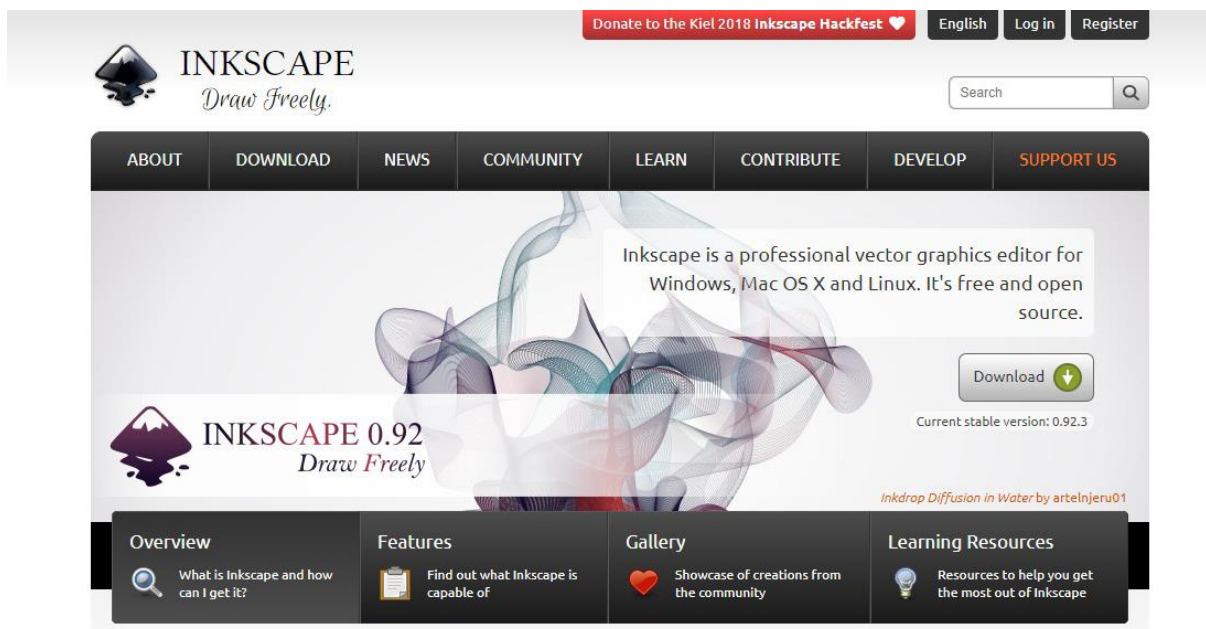 Donate to the Kiel 2018 Inkscape Hackfest
English
Log in
Register
INKSCAPE
Draw Freely.
Search
ABOUT
DOWNLOAD
NEWS
COMMUNITY
LEARN
CONTRIBUTE
DEVELOP
SUPPORT US
Inkscape is a professional vector graphics editor for
Windows, Mac OS X and Linux. It's free and open
source.
Download
Current stable version: 0.92.3
INKSCAPE 0.92
Draw Freely
Inkdrop Diffusion in Water by artelnjeru01
Overview
What is Inkscape and how
can I get it?
Features
Find out what Inkscape is
capable of
Gallery
Showcase of creations from
the community
Learning Resources
Resources to help you get
the most out of Inkscape